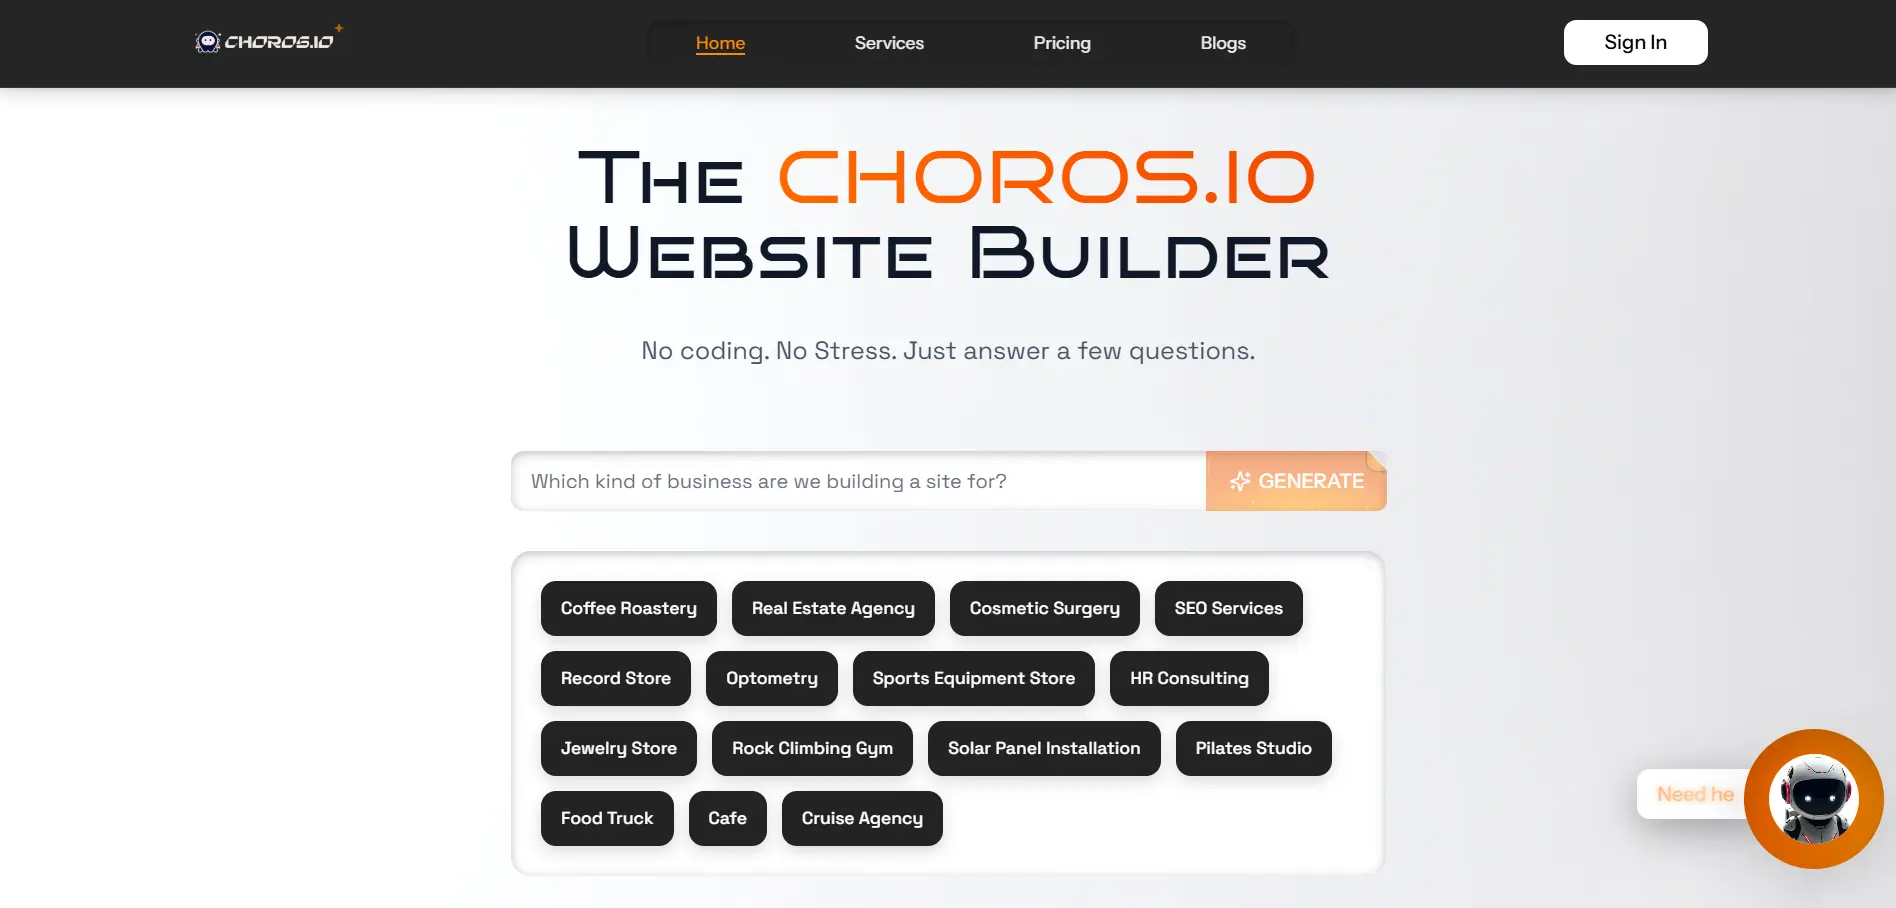 CHOROS.IO
Home
Services
Pricing
Blogs
Sign In
The CHOROS.IO
Website Builder
No coding. No Stress. Just answer a few questions.
Which kind of business are we building a site for?
GENERATE
Coffee Roastery
Real Estate Agency
Cosmetic Surgery
SEO Services
Record Store
Optometry
Sports Equipment Store
HR Consulting
Jewelry Store
Rock Climbing Gym
Solar Panel Installation
Pilates Studio
Food Truck
Cafe
Cruise Agency
Need he